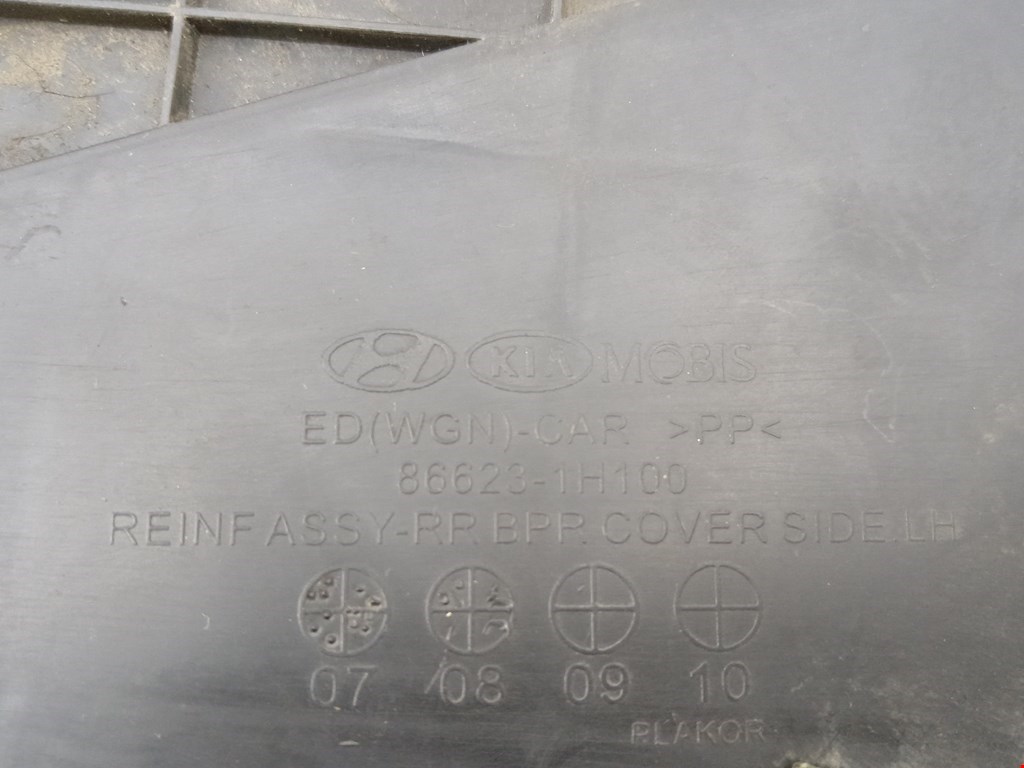 KIA MOBIS
ED(WGN)-CAR >PP<
86623-1H100
REINF ASSY-RR BPR COVER SIDE.LH
07 08 09 10
PLAKOR